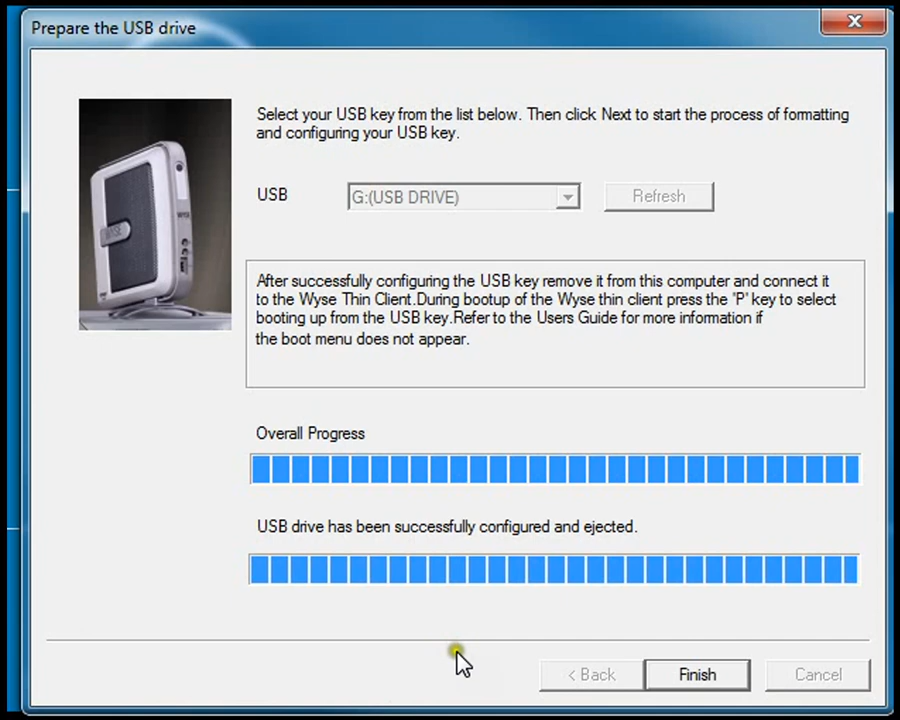 Prepare the USB drive
Select your USB key from the list below. Then click Next to start the process of formatting
and configuring your USB key.
USB
G:(USB DRIVE)
Refresh
After successfully configuring the USB key remove it from this computer and connect it
to the Wyse Thin Client.During bootup of the Wyse thin client press the "P" key to select
booting up from the USB key.Refer to the Users Guide for more information if
the boot menu does not appear.
WYSE
WYSE
Overall Progress
USB drive has been successfully configured and ejected.
< Back
Finish
Cancel